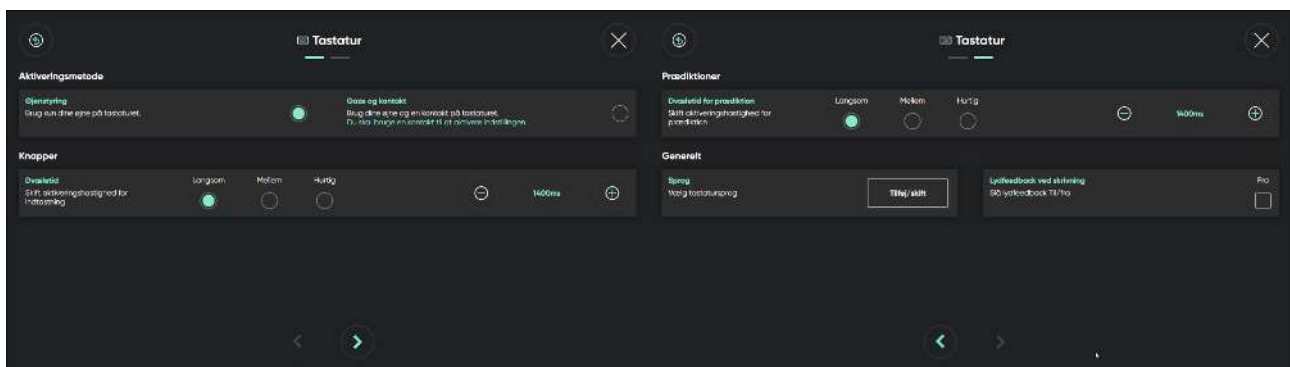 Tastatur
Aktiveringsmetode
Øjenstyring
Brug kun dine øjne på tastaturet.
Gaze og kontakt
Brug dine øjne og en kontakt på tastaturet.
Du skal bruge en kontakt til at aktivere indstillingen.
Knapper
Dvæletid
Skift aktiveringshastighed for
indtastning
Langsom
Mellem
Hurtig
1400ms
Tastatur
Prædiktioner
Dvæletid for prædiktion
Skift aktiveringshastighed for
prædiktion
Langsom
Mellem
Hurtig
1400ms
Generelt
Sprog
Vælg tastatursprog
Tilføj/skift
Lydfeedback ved skrivning
Slå lydfeedback Til/fra
Fra